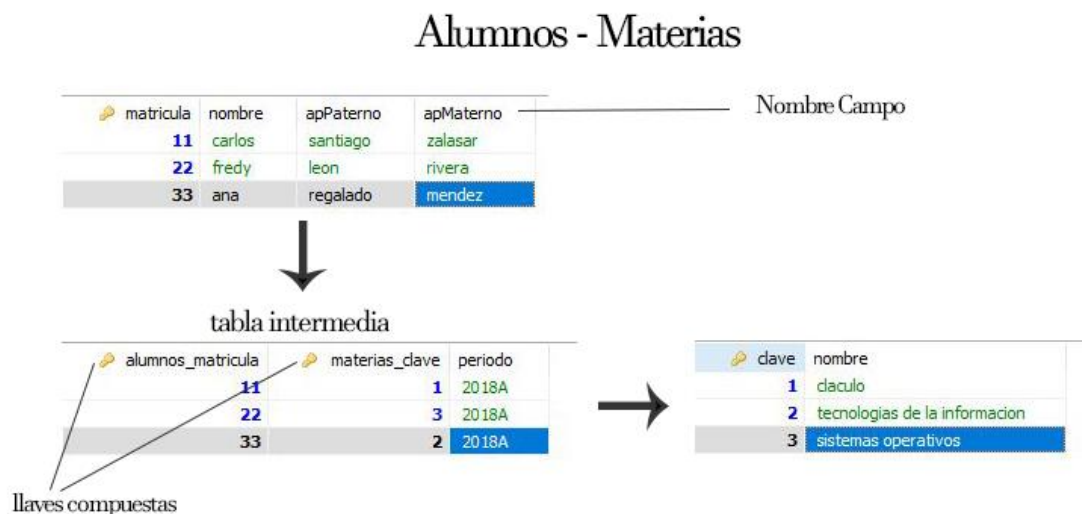 Alumnos - Materias
matricula nombre apPaterno apMaterno
Nombre Campo
11 carlos santiago zalasar
22 fredy leon rivera
33 ana regalado mendez
tabla intermedia
alumnos_matricula materias_clave periodo
11 1 2018A
22 3 2018A
33 2 2018A
clave nombre
1 claculo
2 tecnologias de la informacion
3 sistemas operativos
llaves compuestas